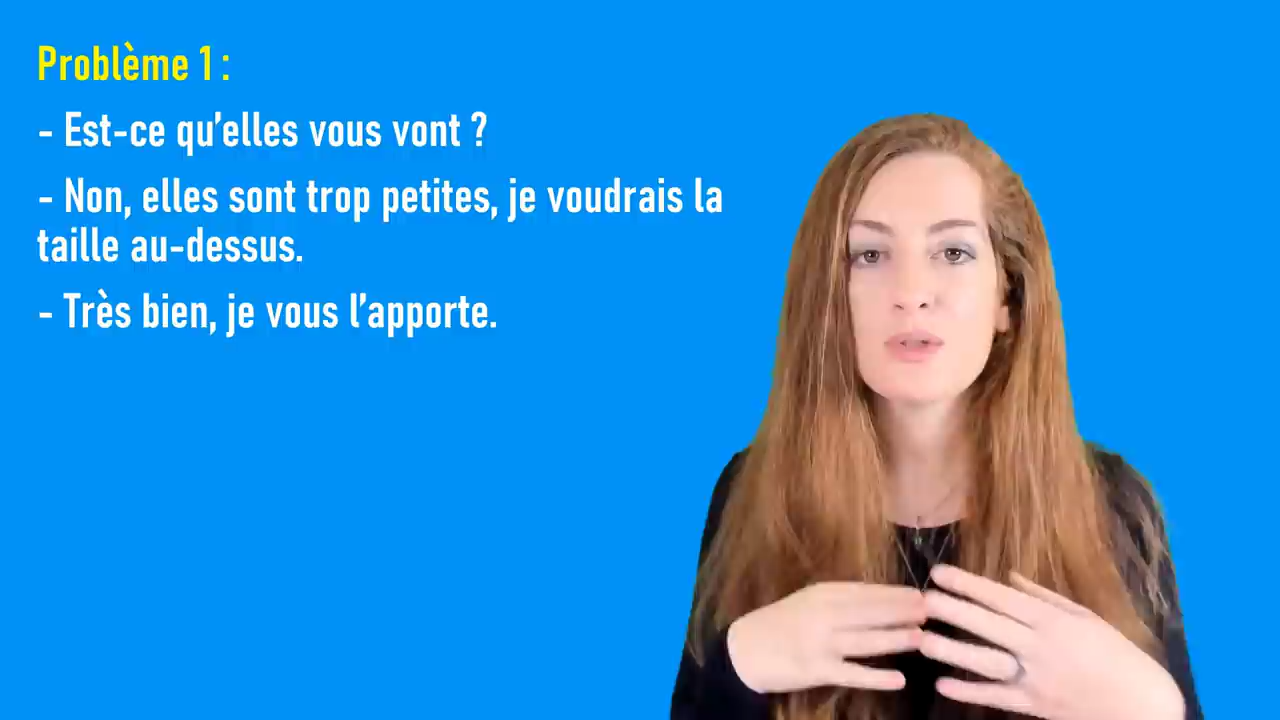 Problème 1 :
- Est-ce qu’elles vous vont ?
- Non, elles sont trop petites, je voudrais la
taille au-dessus.
- Très bien, je vous l’apporte.